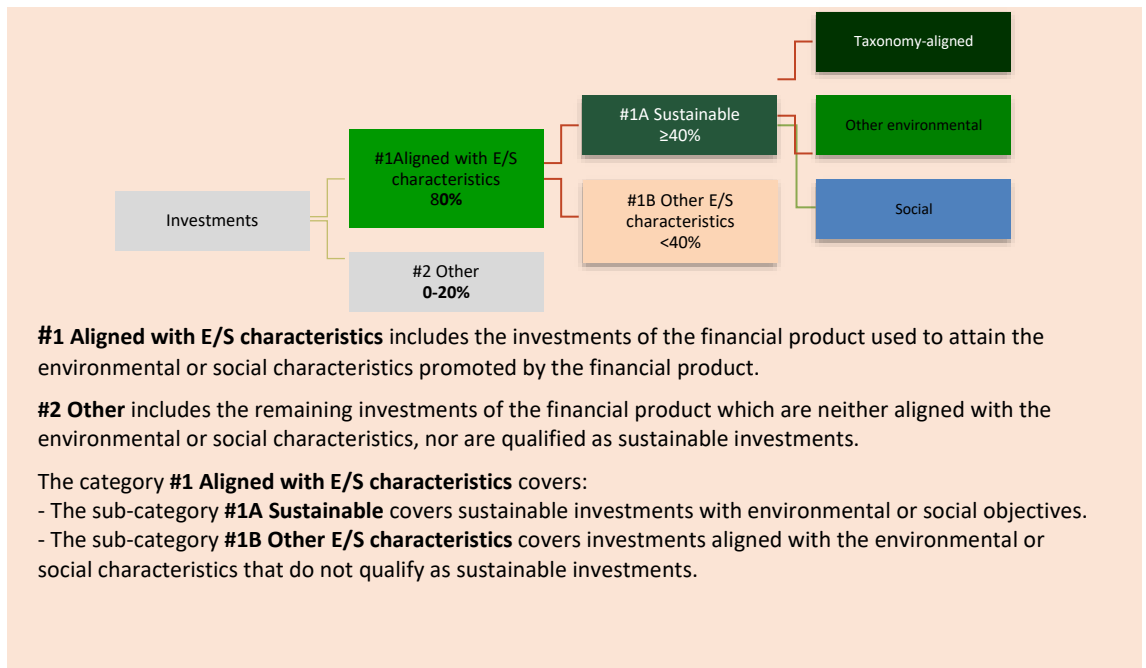 Taxonomy-aligned
#1A Sustainable
≥40%
Other environmental
#1Aligned with E/S
characteristics
80%
#1B Other E/S
characteristics
<40%
Social
Investments
#2 Other
0-20%
#1 Aligned with E/S characteristics includes the investments of the financial product used to attain the
environmental or social characteristics promoted by the financial product.
#2 Other includes the remaining investments of the financial product which are neither aligned with the
environmental or social characteristics, nor are qualified as sustainable investments.
The category #1 Aligned with E/S characteristics covers:
- The sub-category #1A Sustainable covers sustainable investments with environmental or social objectives.
- The sub-category #1B Other E/S characteristics covers investments aligned with the environmental or
social characteristics that do not qualify as sustainable investments.